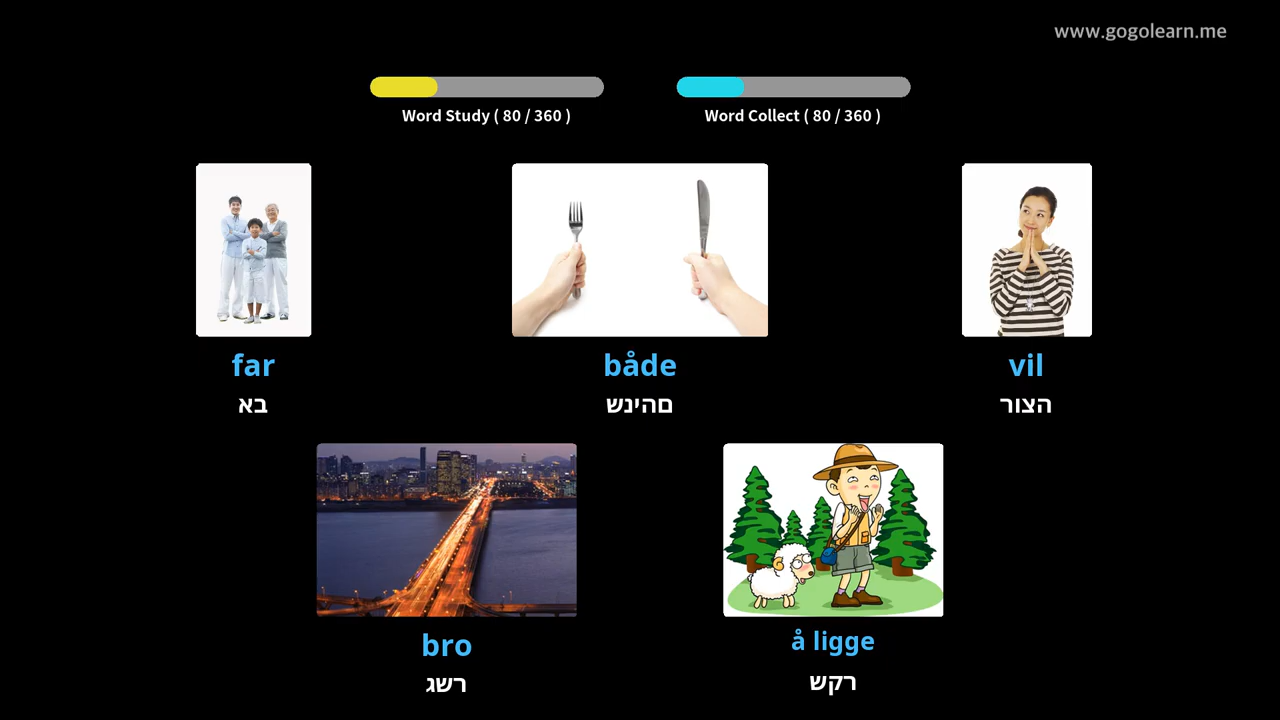 www.gogolearn.me
Word Study ( 80 / 360 )
Word Collect ( 80 / 360 )
far
בא
både
םהינש
vil
הצור
bro
רשג
å ligge
רקש